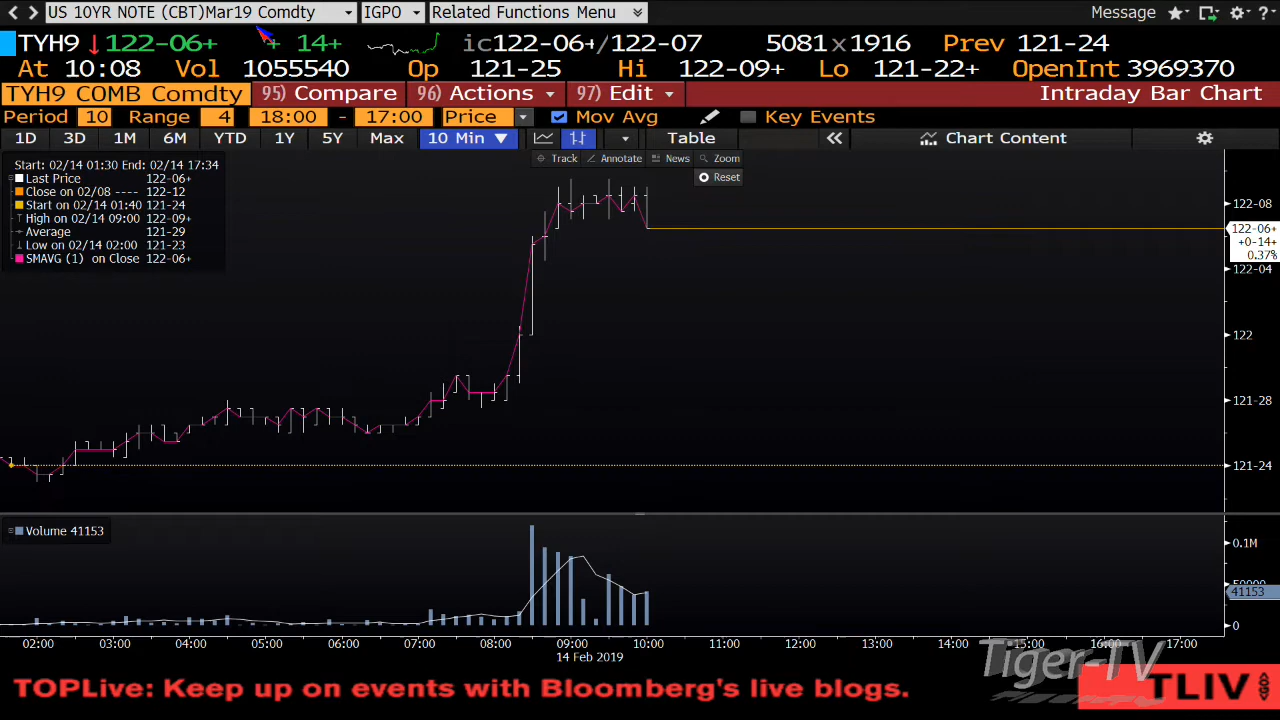 US 10YR NOTE (CBT)Mar19 Comdty IGPO Related Functions Menu Message ?
TYH9 122-06+ + 14+ ic122-06+/122-07 5081x1916 Prev 121-24
At 10:08 Vol 1055540 Op 121-25 Hi 122-09+ Lo 121-22+ OpenInt 3969370
TYH9 COMB Comdty 95) Compare 96) Actions 97) Edit Intraday Bar Chart
Period 10 Range 4 18:00 - 17:00 Price Mov Avg Key Events
1D 3D 1M 6M YTD 1Y 5Y Max 10 Min Table Chart Content
Track Annotate News Zoom
Reset
Start: 02/14 01:30 End: 02/14 17:34
Last Price 122-06+
Close on 02/08 ---- 122-12
Start on 02/14 01:40 121-24
High on 02/14 09:00 122-09+
Average 121-29
Low on 02/14 02:00 121-23
SMAVG (1) on Close 122-06+
122-08
122-06+
+0-14+
0.37%
122-04
122
121-28
121-24
Volume 41153
0.1M
50000
41153
0
02:00 03:00 04:00 05:00 06:00 07:00 08:00 09:00 10:00 11:00 12:00 13:00 14:00 15:00 16:00 17:00
14 Feb 2019
Tiger-TV
TOPLive: Keep up on events with Bloomberg's live blogs. TLIV